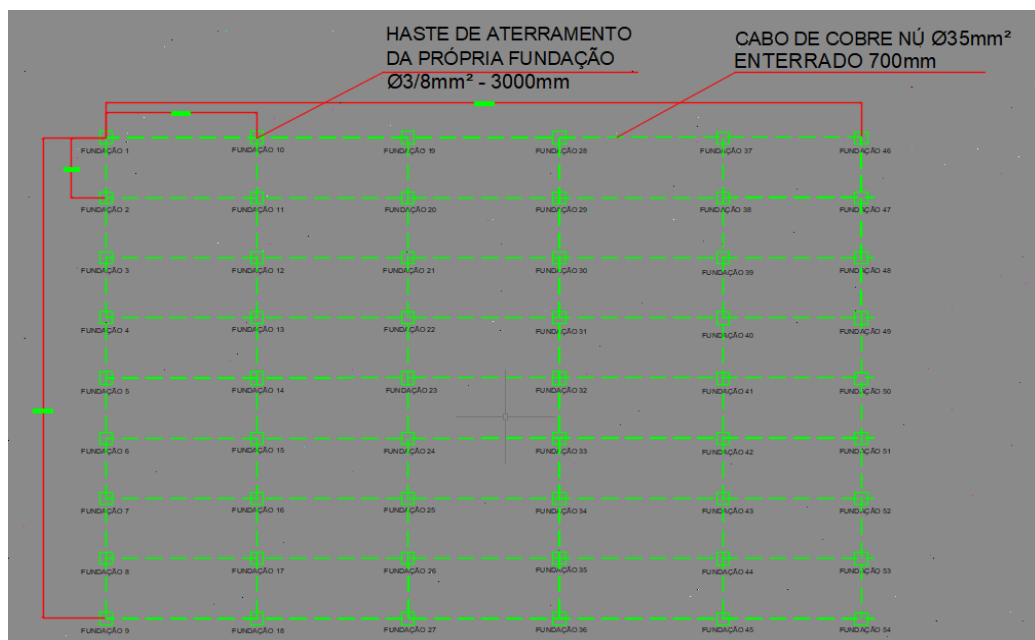 HASTE DE ATERRAMENTO
DA PRÓPRIA FUNDAÇÃO
Ø3/8mm² - 3000mm
CABO DE COBRE NÚ Ø35mm²
ENTERRADO 700mm
FUNDAÇÃO 1
FUNDAÇÃO 10
FUNDAÇÃO 19
FUNDAÇÃO 28
FUNDAÇÃO 37
FUNDAÇÃO 46
FUNDAÇÃO 2
FUNDAÇÃO 11
FUNDAÇÃO 20
FUNDAÇÃO 29
FUNDAÇÃO 38
FUNDAÇÃO 47
FUNDAÇÃO 3
FUNDAÇÃO 12
FUNDAÇÃO 21
FUNDAÇÃO 30
FUNDAÇÃO 39
FUNDAÇÃO 48
FUNDAÇÃO 4
FUNDAÇÃO 13
FUNDAÇÃO 22
FUNDAÇÃO 31
FUNDAÇÃO 40
FUNDAÇÃO 49
FUNDAÇÃO 5
FUNDAÇÃO 14
FUNDAÇÃO 23
FUNDAÇÃO 32
FUNDAÇÃO 41
FUNDAÇÃO 50
FUNDAÇÃO 6
FUNDAÇÃO 15
FUNDAÇÃO 24
FUNDAÇÃO 33
FUNDAÇÃO 42
FUNDAÇÃO 51
FUNDAÇÃO 7
FUNDAÇÃO 16
FUNDAÇÃO 25
FUNDAÇÃO 34
FUNDAÇÃO 43
FUNDAÇÃO 52
FUNDAÇÃO 8
FUNDAÇÃO 17
FUNDAÇÃO 26
FUNDAÇÃO 35
FUNDAÇÃO 44
FUNDAÇÃO 53
FUNDAÇÃO 9
FUNDAÇÃO 18
FUNDAÇÃO 27
FUNDAÇÃO 36
FUNDAÇÃO 45
FUNDAÇÃO 54